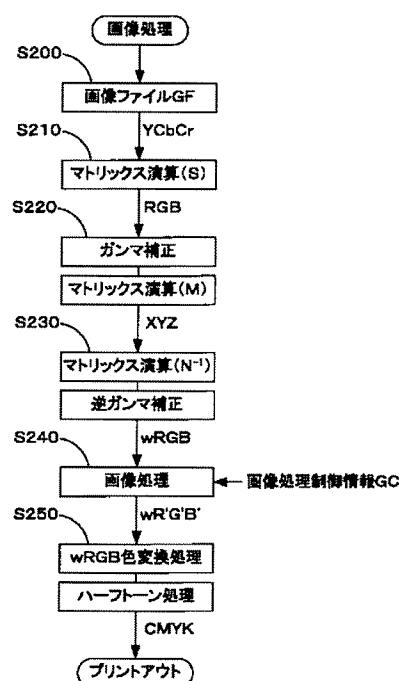 画像処理
S200
画像ファイルGF
YCbCr
S210
マトリックス演算(S)
RGB
S220
ガンマ補正
マトリックス演算(M)
XYZ
S230
マトリックス演算(N⁻¹)
逆ガンマ補正
wRGB
S240
画像処理
画像処理制御情報GC
wR'G'B'
S250
wRGB色変換処理
ハーフトーン処理
CMYK
プリントアウト